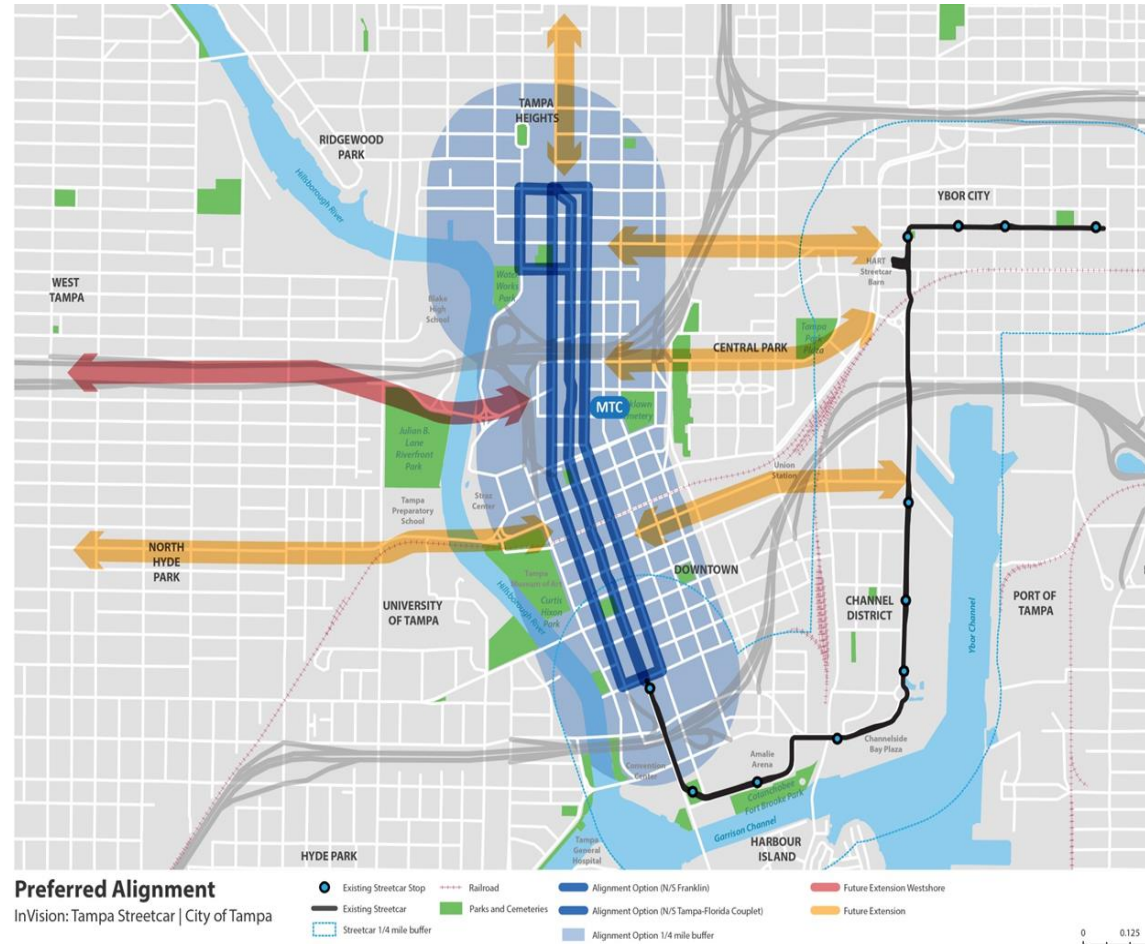 TAMPA
HEIGHTS
RIDGEWOOD
PARK
YBOR CITY
Hillsborough River
HART
Streetcar
Barn
WEST
TAMPA
Water
Works
Park
Blake
High
School
Tampa
Park
Plaza
CENTRAL PARK
MTC
klawn
metery
Julian B.
Lane
Riverfront
Park
Union
Station
Straz
Center
Tampa
Preparatory
School
NORTH
HYDE
PARK
DOWNTOWN
Tampa
Museum of Art
Curtis
Hixon
Park
Hillsborough River
UNIVERSITY
OF TAMPA
CHANNEL
DISTRICT
PORT OF
TAMPA
Ybor Channel
Channelside
Bay Plaza
Amalie
Arena
Convention
Center
Cotanchobee
Fort Brooke Park
Garrison Channel
Tampa
General
Hospital
HARBOUR
ISLAND
HYDE PARK
Preferred Alignment
InVision: Tampa Streetcar | City of Tampa
Existing Streetcar Stop
Existing Streetcar
Streetcar 1/4 mile buffer
Railroad
Parks and Cemeteries
Alignment Option (N/S Franklin)
Alignment Option (N/S Tampa-Florida Couplet)
Alignment Option 1/4 mile buffer
Future Extension Westshore
Future Extension
0 0.125